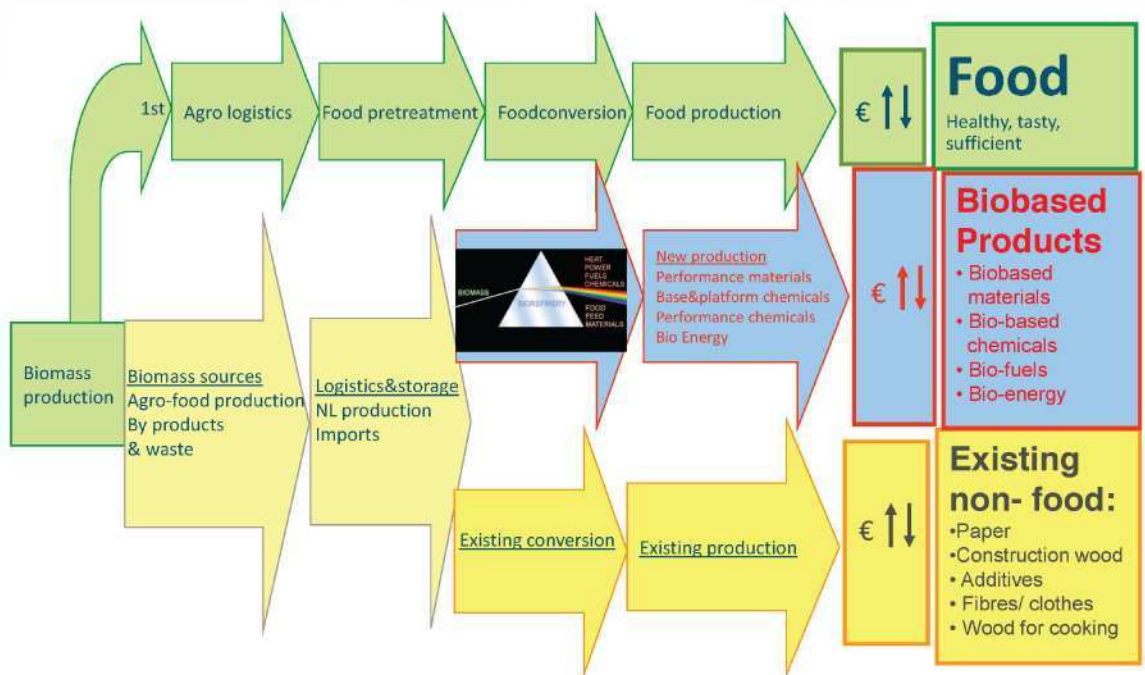 1st
Agro logistics
Food pretreatment
Foodconversion
Food production
€
Food
Healthy, tasty,
sufficient
Biomass
production
Biomass sources
Agro-food production
By products
& waste
Logistics&storage
NL production
Imports
BIOMASS
BIOREFINERY
HEAT
POWER
FUELS
CHEMICALS
FOOD
FEED
MATERIALS
New production
Performance materials
Base&platform chemicals
Performance chemicals
Bio Energy
€
Biobased
Products
• Biobased
materials
• Bio-based
chemicals
• Bio-fuels
• Bio-energy
Existing conversion
Existing production
€
Existing
non- food:
•Paper
•Construction wood
• Additives
• Fibres/ clothes
• Wood for cooking